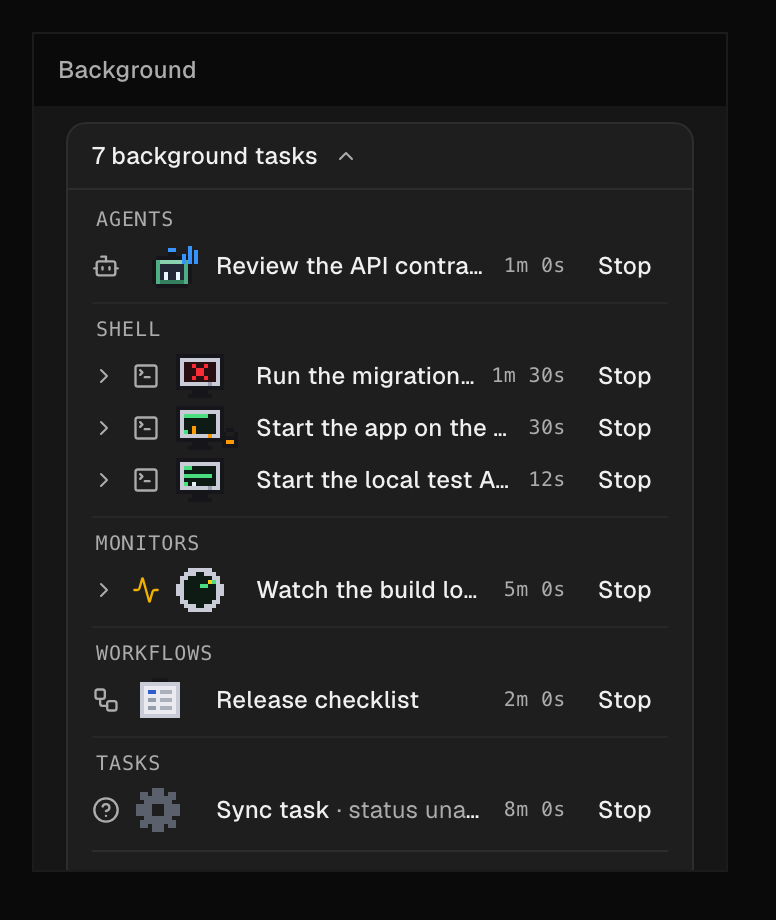 Background
7 background tasks
AGENTS
Review the API contra… 1m 0s Stop
SHELL
Run the migration… 1m 30s Stop
Start the app on the … 30s Stop
Start the local test A… 12s Stop
MONITORS
Watch the build lo… 5m 0s Stop
WORKFLOWS
Release checklist 2m 0s Stop
TASKS
Sync task · status una… 8m 0s Stop